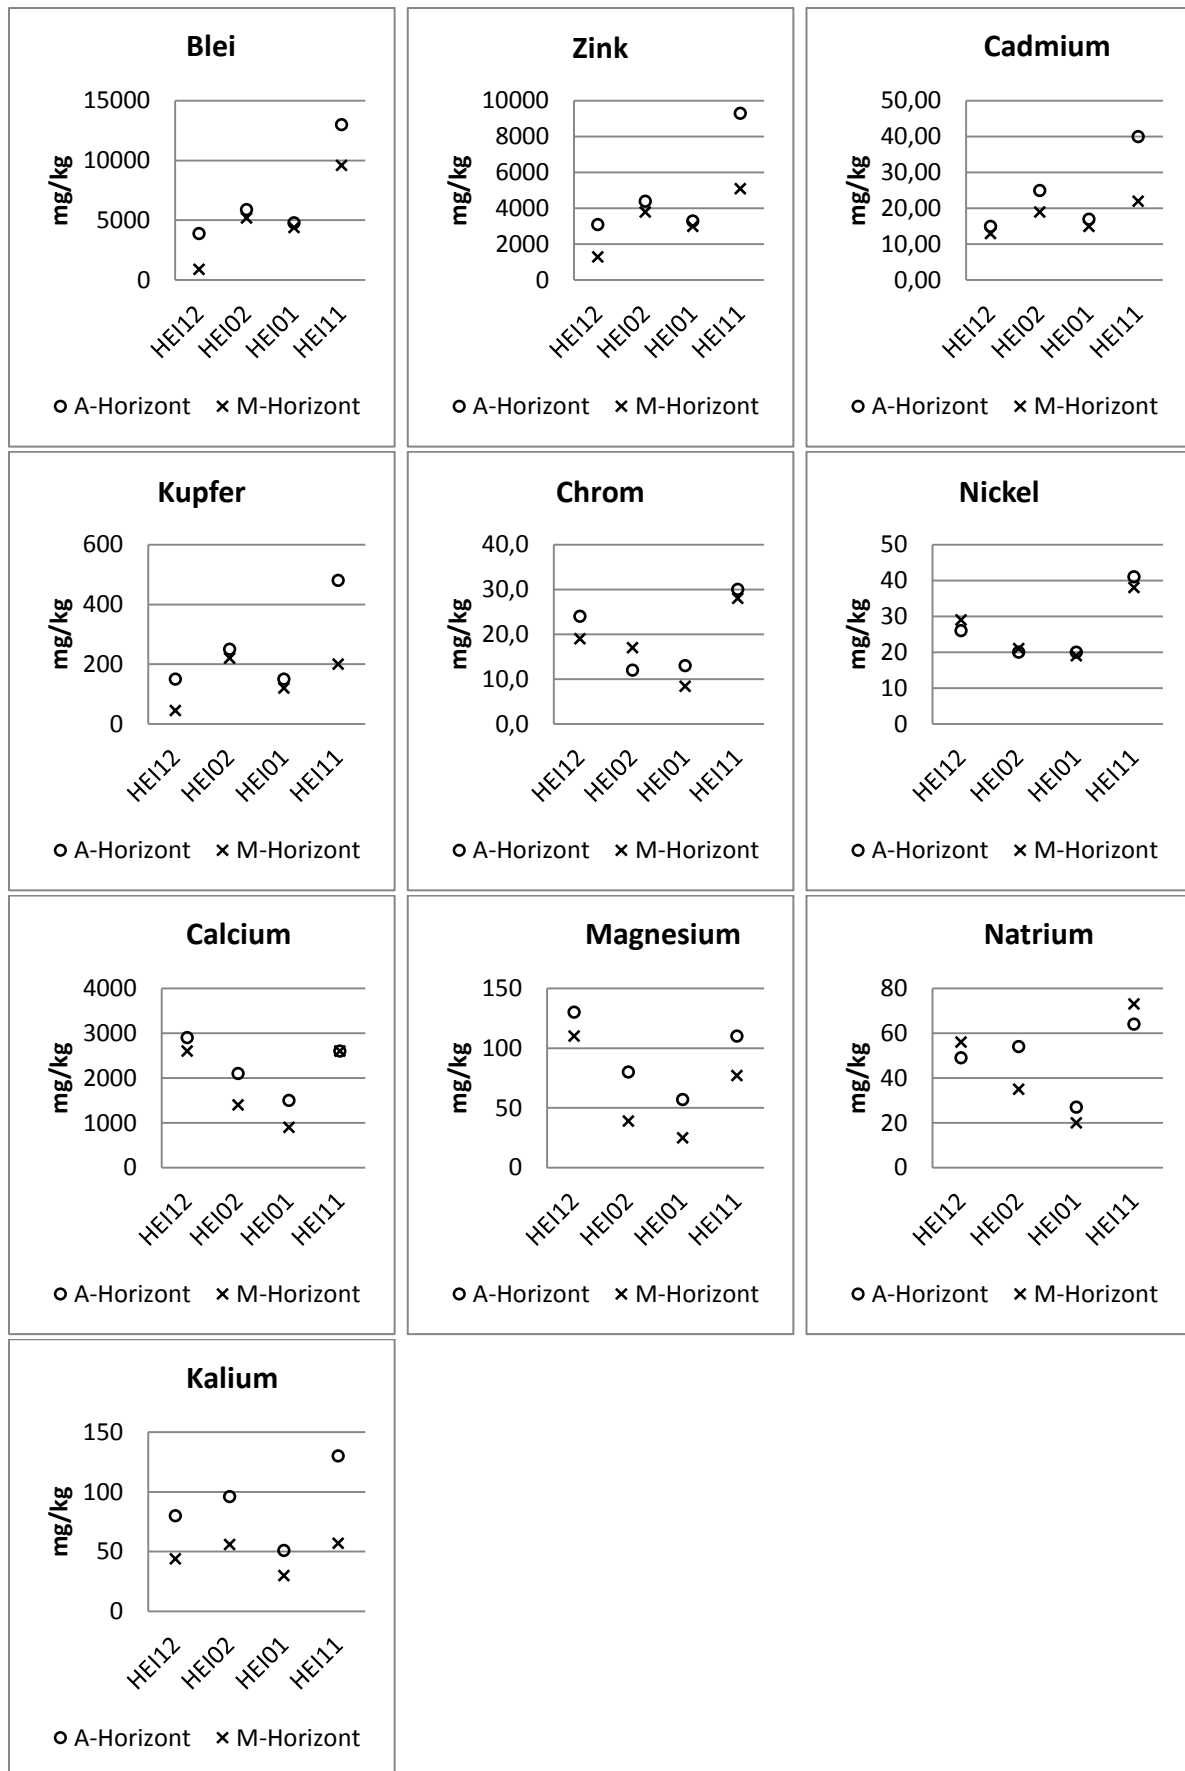 Blei
15000
10000
5000
0
mg/kg
HEI12
HEI02
HEI01
HEI11
A-Horizont
M-Horizont
Zink
10000
8000
6000
4000
2000
0
mg/kg
HEI12
HEI02
HEI01
HEI11
A-Horizont
M-Horizont
Cadmium
50,00
40,00
30,00
20,00
10,00
0,00
mg/kg
HEI12
HEI02
HEI01
HEI11
A-Horizont
M-Horizont
Kupfer
600
400
200
0
mg/kg
HEI12
HEI02
HEI01
HEI11
A-Horizont
M-Horizont
Chrom
40,0
30,0
20,0
10,0
0,0
mg/kg
HEI12
HEI02
HEI01
HEI11
A-Horizont
M-Horizont
Nickel
50
40
30
20
10
0
mg/kg
HEI12
HEI02
HEI01
HEI11
A-Horizont
M-Horizont
Calcium
4000
3000
2000
1000
0
mg/kg
HEI12
HEI02
HEI01
HEI11
A-Horizont
M-Horizont
Magnesium
150
100
50
0
mg/kg
HEI12
HEI02
HEI01
HEI11
A-Horizont
M-Horizont
Natrium
80
60
40
20
0
mg/kg
HEI12
HEI02
HEI01
HEI11
A-Horizont
M-Horizont
Kalium
150
100
50
0
mg/kg
HEI12
HEI02
HEI01
HEI11
A-Horizont
M-Horizont